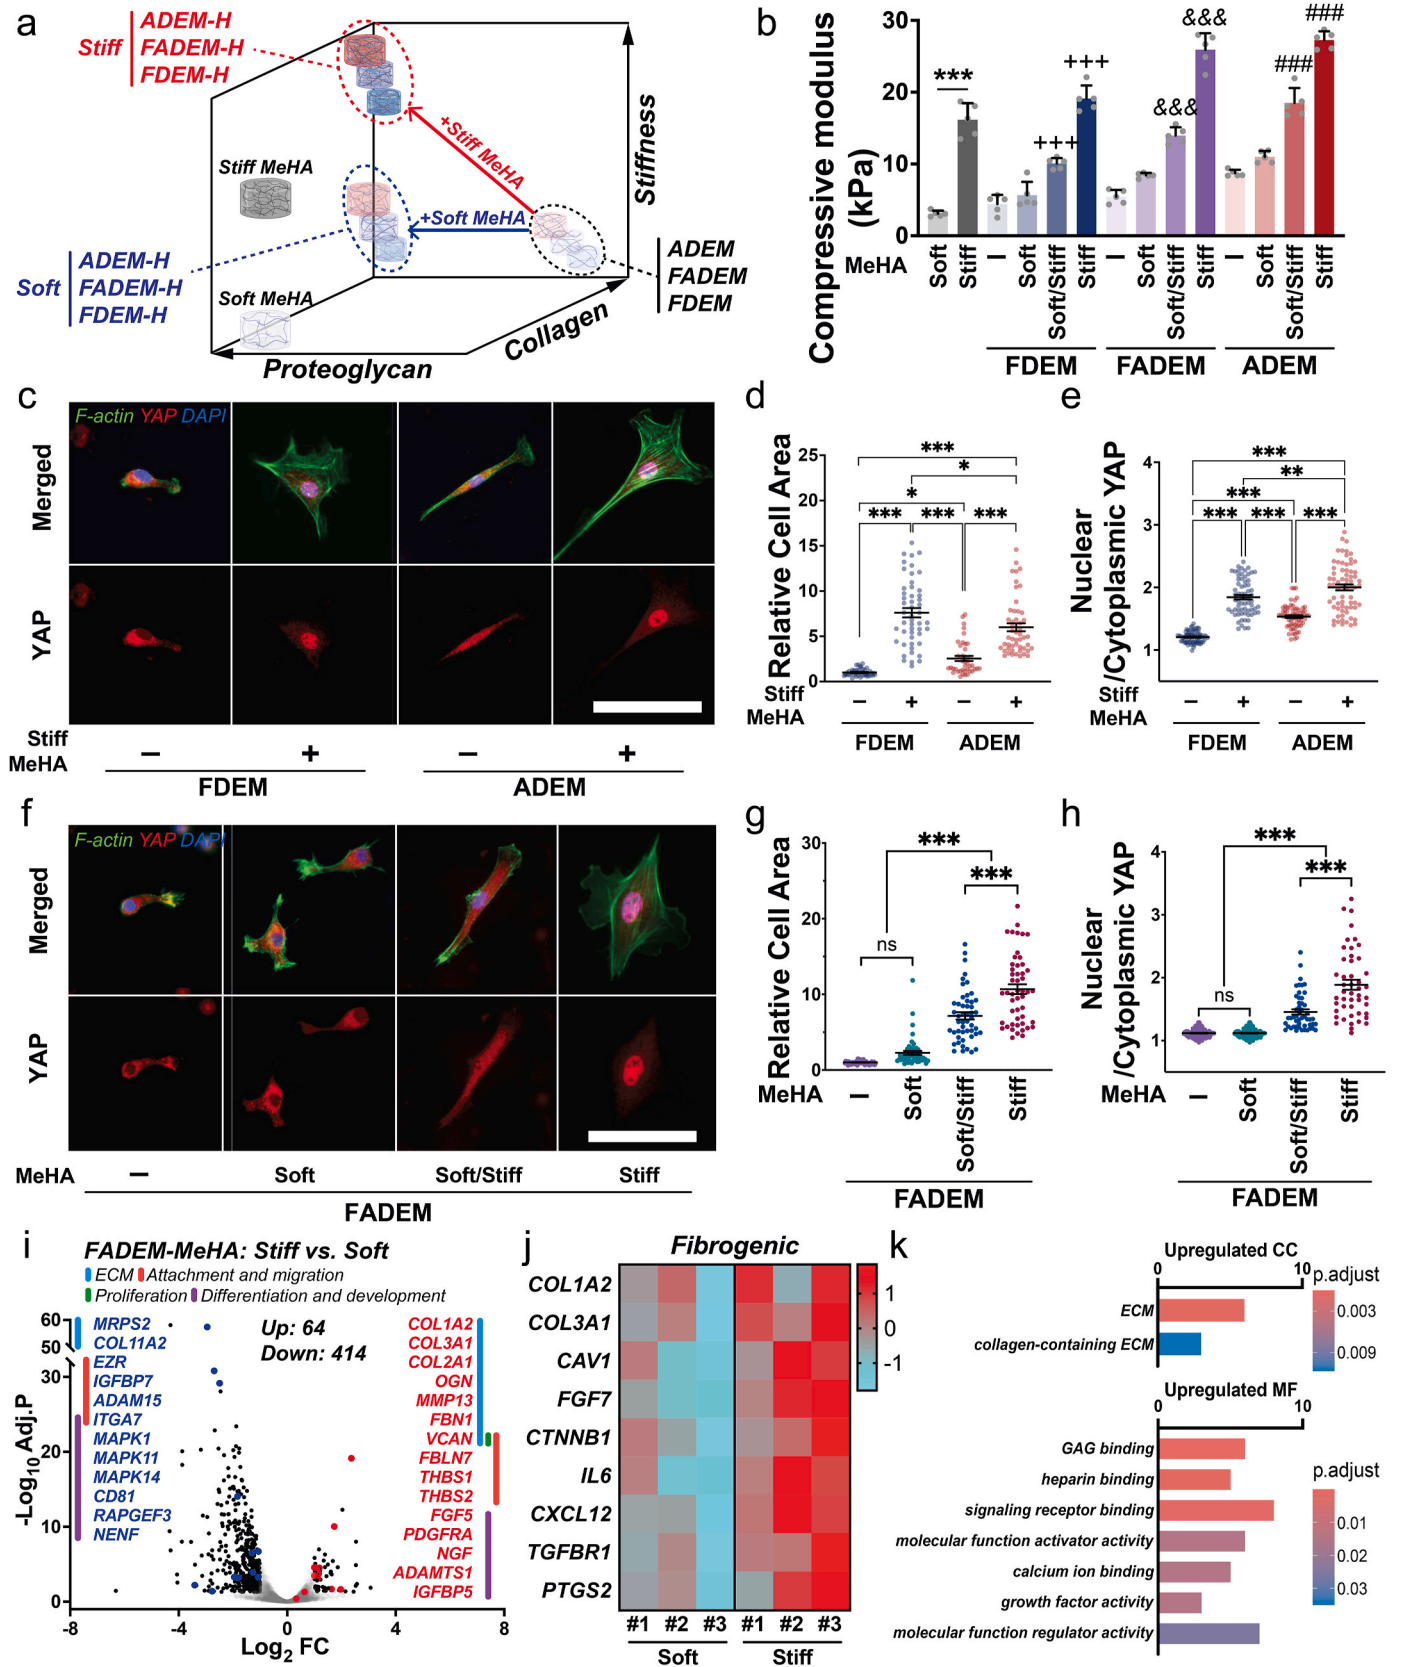 a
Stiff
ADEM-H
FADEM-H
FDEM-H
Stiff MeHA
+Stiff MeHA
+Soft MeHA
Stiffness
Soft
ADEM-H
FADEM-H
FDEM-H
Soft MeHA
ADEM
FADEM
FDEM
Proteoglycan
Collagen
b
Compressive modulus
(kPa)
30
20
10
0
***
+++
+++
&&&
&&&
###
###
MeHA
Soft
Stiff
–
Soft
Soft/Stiff
Stiff
–
Soft
Soft/Stiff
Stiff
–
Soft
Soft/Stiff
Stiff
FDEM
FADEM
ADEM
c
F-actin YAP DAPI
Merged
YAP
Stiff
MeHA
– + – +
FDEM
ADEM
d
Relative Cell Area
25
20
15
10
5
0
***
*
*
*** *** ***
Stiff
MeHA
– + – +
FDEM
ADEM
e
Nuclear
/Cytoplasmic YAP
4
3
2
1
***
**
***
*** *** ***
Stiff
MeHA
– + – +
FDEM
ADEM
f
F-actin YAP DAPI
Merged
YAP
MeHA
–
Soft
Soft/Stiff
Stiff
FADEM
g
Relative Cell Area
30
20
10
0
***
***
ns
MeHA
–
Soft
Soft/Stiff
Stiff
FADEM
h
Nuclear
/Cytoplasmic YAP
4
3
2
1
***
***
ns
MeHA
–
Soft
Soft/Stiff
Stiff
FADEM
i
FADEM-MeHA: Stiff vs. Soft
ECM Attachment and migration
Proliferation Differentiation and development
Up: 64
Down: 414
-Log10 Adj.P
60
50
30
20
10
0
MRPS2
COL11A2
EZR
IGFBP7
ADAM15
ITGA7
MAPK1
MAPK11
MAPK14
CD81
RAPGEF3
NENF
COL1A2
COL3A1
COL2A1
OGN
MMP13
FBN1
VCAN
FBLN7
THBS1
THBS2
FGF5
PDGFRA
NGF
ADAMTS1
IGFBP5
-8 -4 0 4 8
Log2 FC
j
Fibrogenic
COL1A2
COL3A1
CAV1
FGF7
CTNNB1
IL6
CXCL12
TGFBR1
PTGS2
#1 #2 #3 #1 #2 #3
Soft
Stiff
1
0
-1
k
Upregulated CC
0 10
ECM
collagen-containing ECM
p.adjust
0.003
0.009
Upregulated MF
0 10
GAG binding
heparin binding
signaling receptor binding
molecular function activator activity
calcium ion binding
growth factor activity
molecular function regulator activity
p.adjust
0.01
0.02
0.03